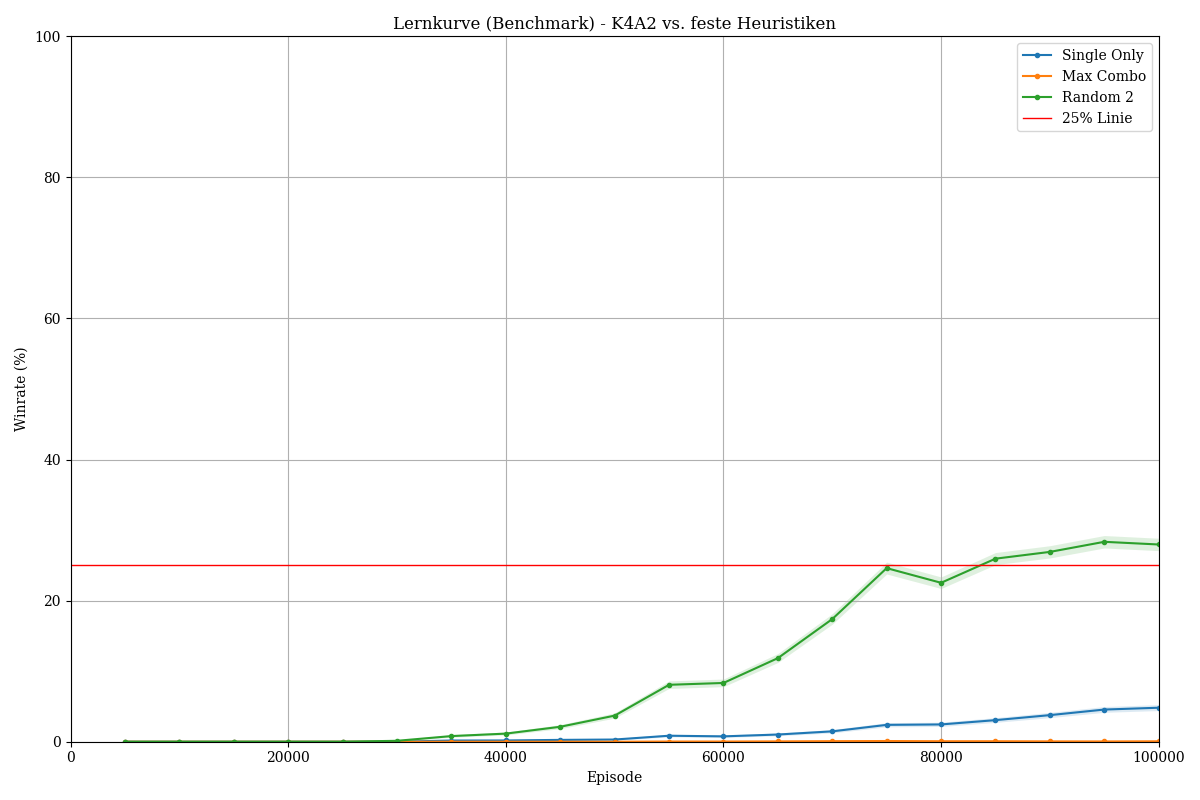 Lernkurve (Benchmark) - K4A2 vs. feste Heuristiken
100
80
60
40
20
0
Winrate (%)
Single Only
Max Combo
Random 2
25% Linie
0
20000
40000
60000
80000
100000
Episode